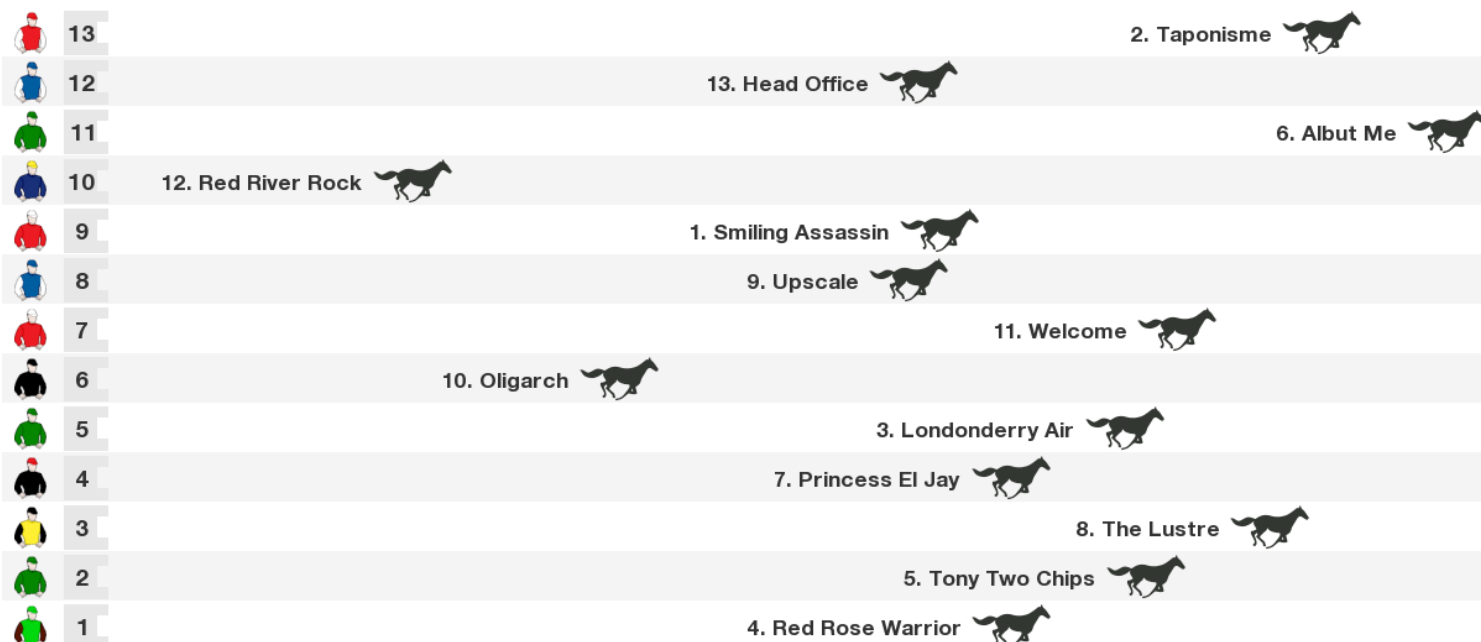 13 2. Taponisme
12 13. Head Office
11 6. Albut Me
10 12. Red River Rock
9 1. Smiling Assassin
8 9. Upscale
7 11. Welcome
6 10. Oligarch
5 3. Londonderry Air
4 7. Princess El Jay
3 8. The Lustre
2 5. Tony Two Chips
1 4. Red Rose Warrior